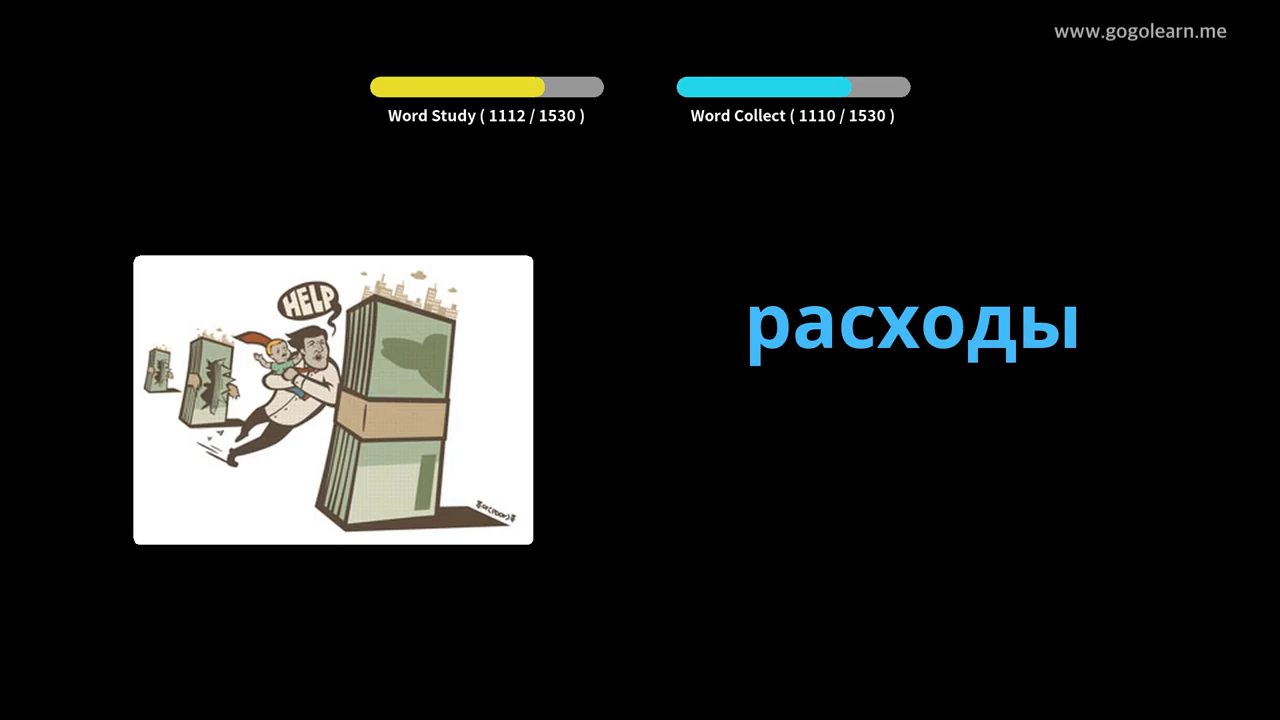 www.gogolearn.me
Word Study ( 1112 / 1530 )
Word Collect ( 1110 / 1530 )
HELP
расходы